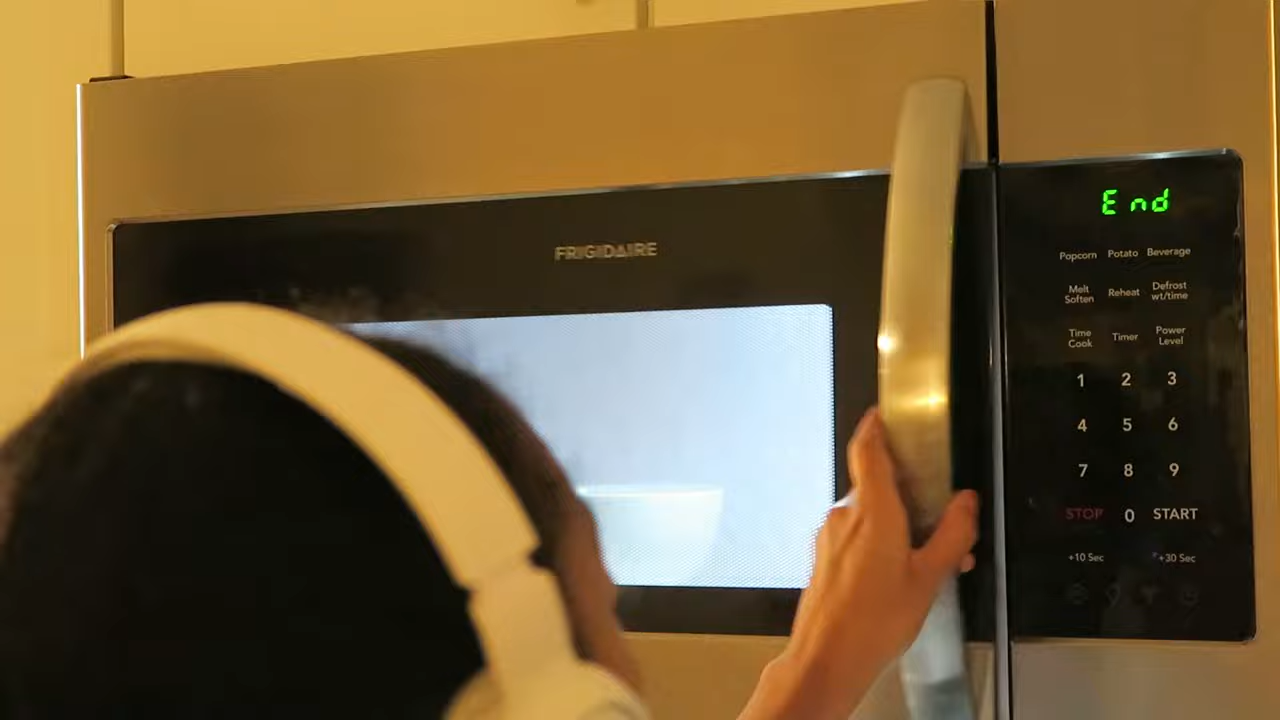 FRIGIDAIRE
End
Popcorn Potato Beverage
Melt Soften Reheat Defrost wt/time
Time Cook Timer Power Level
1 2 3
4 5 6
7 8 9
STOP 0 START
+10 Sec +30 Sec